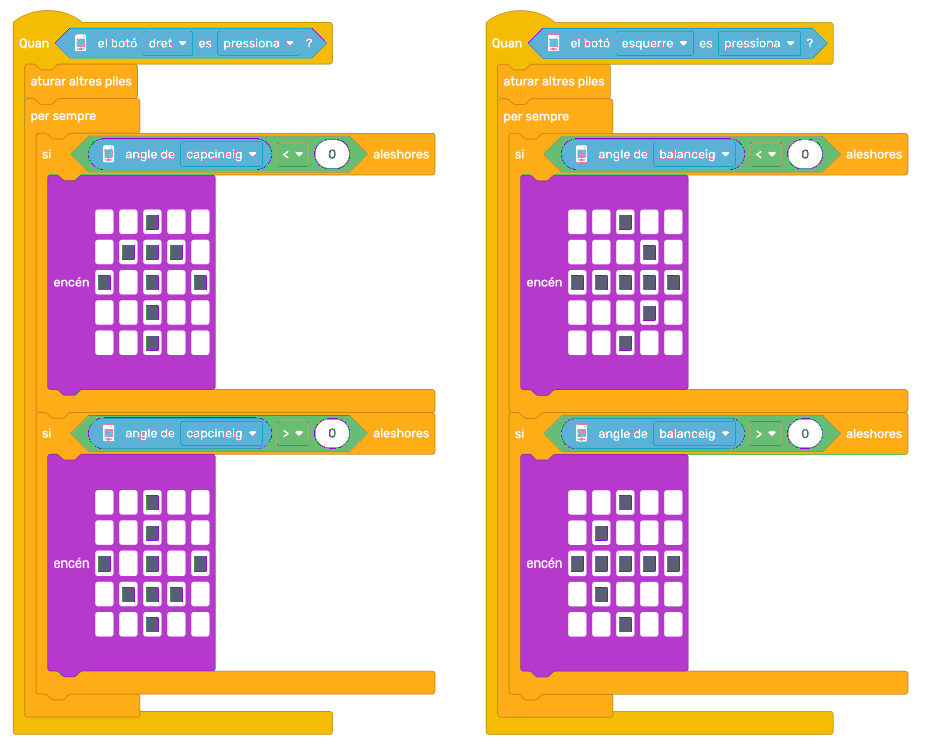 Quan el botó dret es pressiona ?
aturar altres piles
per sempre
si angle de capcineig < 0 aleshores
encén
si angle de capcineig > 0 aleshores
encén
Quan el botó esquerre es pressiona ?
aturar altres piles
per sempre
si angle de balanceig < 0 aleshores
encén
si angle de balanceig > 0 aleshores
encén